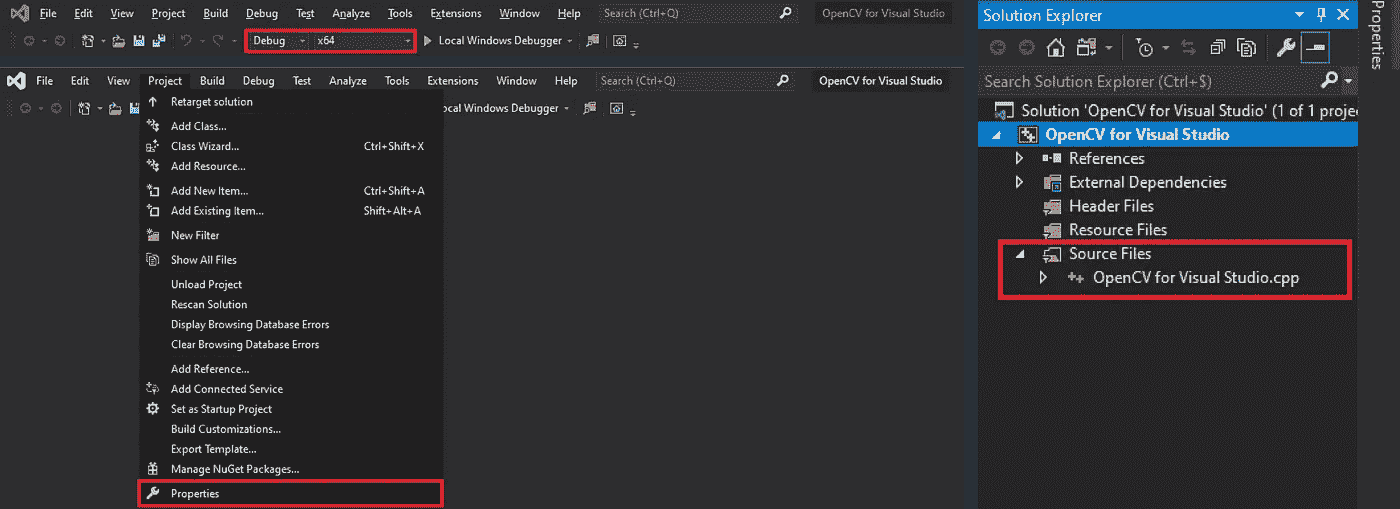 File Edit View Project Build Debug Test Analyze Tools Extensions Window Help Search (Ctrl+Q) OpenCV for Visual Studio
Debug x64 Local Windows Debugger
File Edit View Project Build Debug Test Analyze Tools Extensions Window Help Search (Ctrl+Q) OpenCV for Visual Studio
ocal Windows Debugger
Retarget solution
Add Class...
Class Wizard... Ctrl+Shift+X
Add Resource...
Add New Item... Ctrl+Shift+A
Add Existing Item... Shift+Alt+A
New Filter
Show All Files
Unload Project
Rescan Solution
Display Browsing Database Errors
Clear Browsing Database Errors
Add Reference...
Add Connected Service
Set as Startup Project
Build Customizations...
Export Template...
Manage NuGet Packages...
Properties
Solution Explorer
Search Solution Explorer (Ctrl+$)
Solution 'OpenCV for Visual Studio' (1 of 1 projec
OpenCV for Visual Studio
References
External Dependencies
Header Files
Resource Files
Source Files
OpenCV for Visual Studio.cpp
Properties